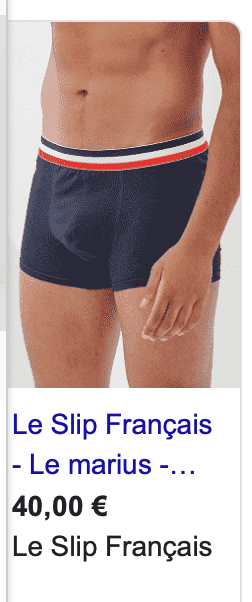 Le Slip Français
- Le marius -...
40,00 €
Le Slip Français